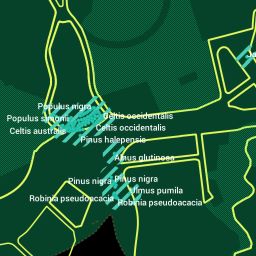 Populus nigra
Populus simonii
Celtis occidentalis
Celtis australis
Celtis occidentalis
Pinus halepensis
Alnus glutinosa
Pinus nigra
Pinus nigra
Ulmus pumila
Robinia pseudoacacia
Robinia pseudoacacia